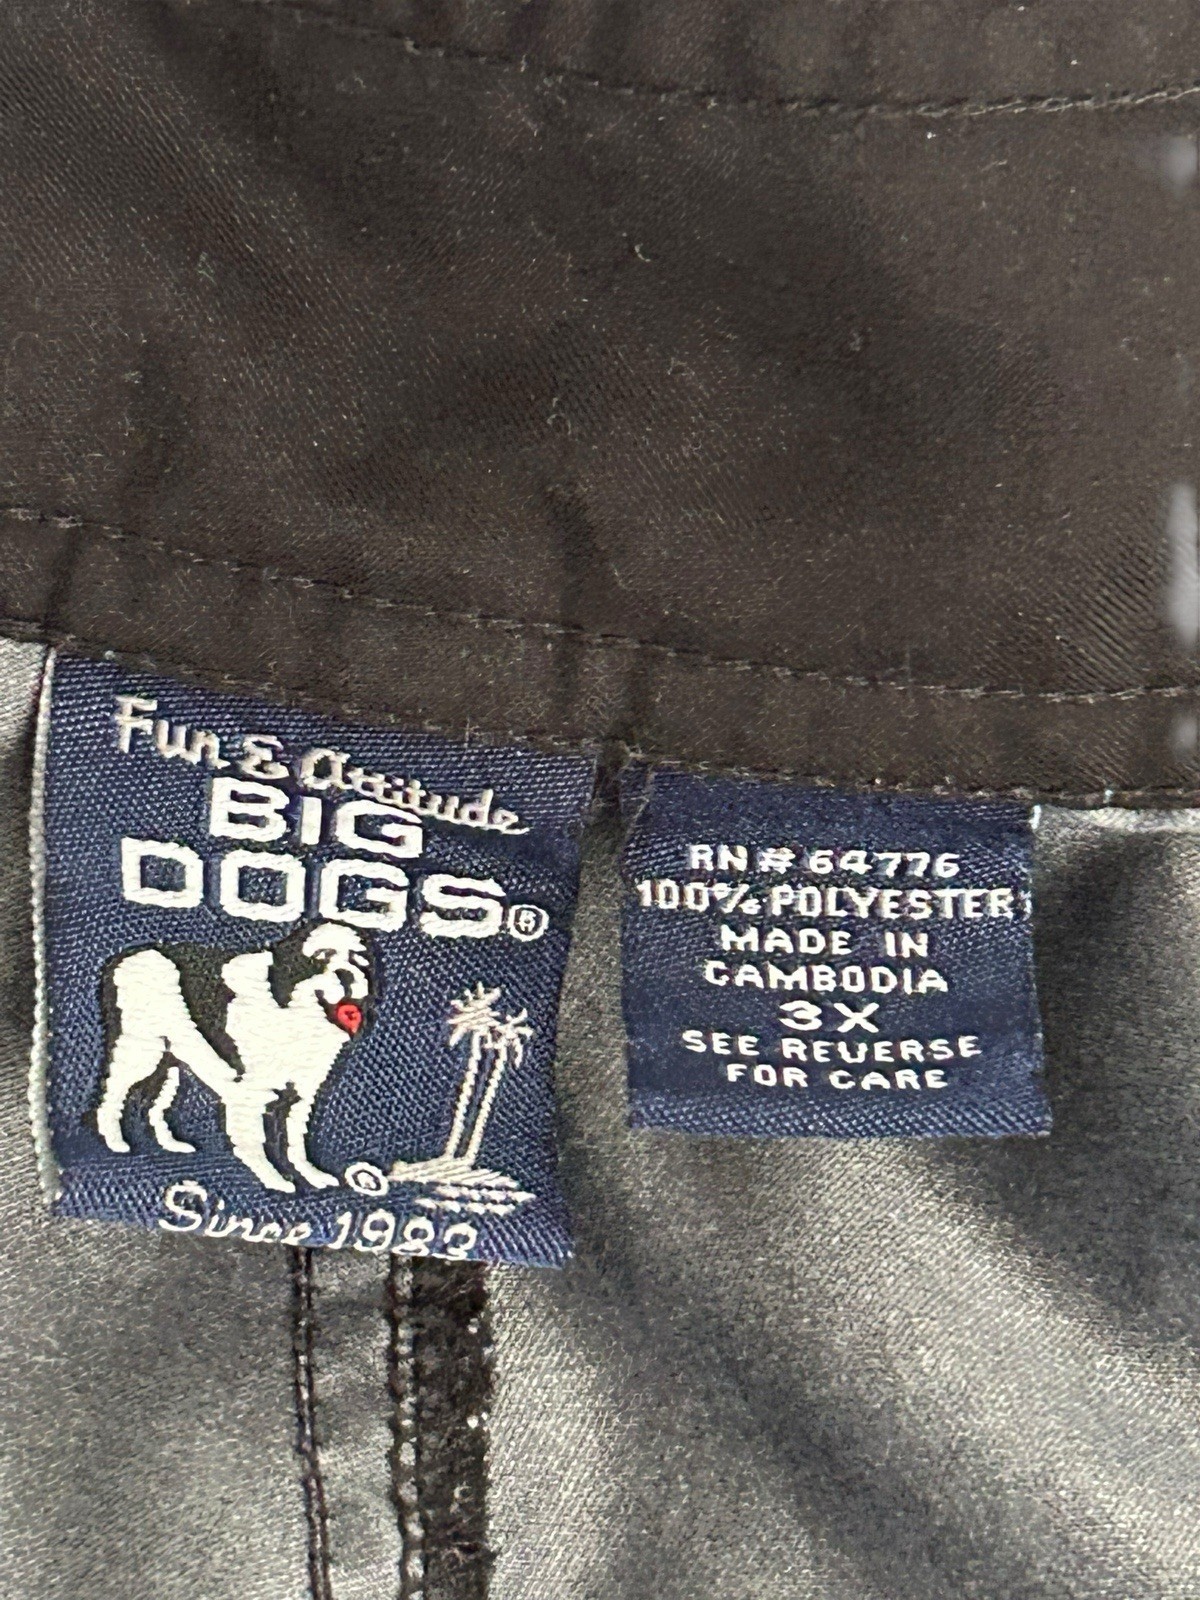 Fun & Attitude
BIG
DOGS®
®
Since 1983
RN # 64776
100% POLYESTER
MADE IN
CAMBODIA
3X
SEE REVERSE
FOR CARE